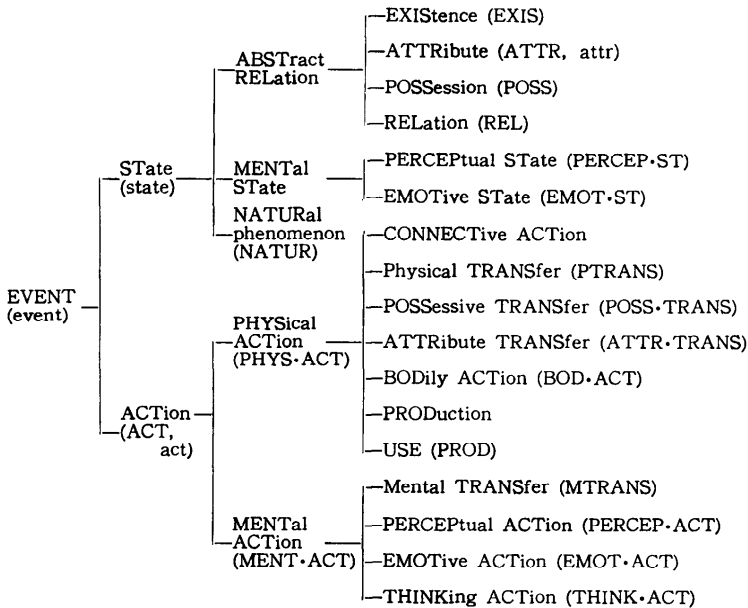 EXIStence (EXIS)
ABSTract
RELation
ATTRibute (ATTR, attr)
POSSession (POSS)
RELation (REL)
STate
(state)
MENTal
STate
PERCEPtual STate (PERCEP·ST)
EMOTive STate (EMOT·ST)
NATURal
phenomenon
(NATUR)
CONNECTive ACTion
Physical TRANSfer (PTRANS)
EVENT
(event)
POSSessive TRANSfer (POSS·TRANS)
PHYSical
ACTion
(PHYS·ACT)
ATTRibute TRANSfer (ATTR·TRANS)
BODily ACTion (BOD·ACT)
ACTion
(ACT,
act)
PRODuction
USE (PROD)
Mental TRANSfer (MTRANS)
MENTal
ACTion
(MENT·ACT)
PERCEPtual ACTion (PERCEP·ACT)
EMOTive ACTion (EMOT·ACT)
THINKing ACTion (THINK·ACT)